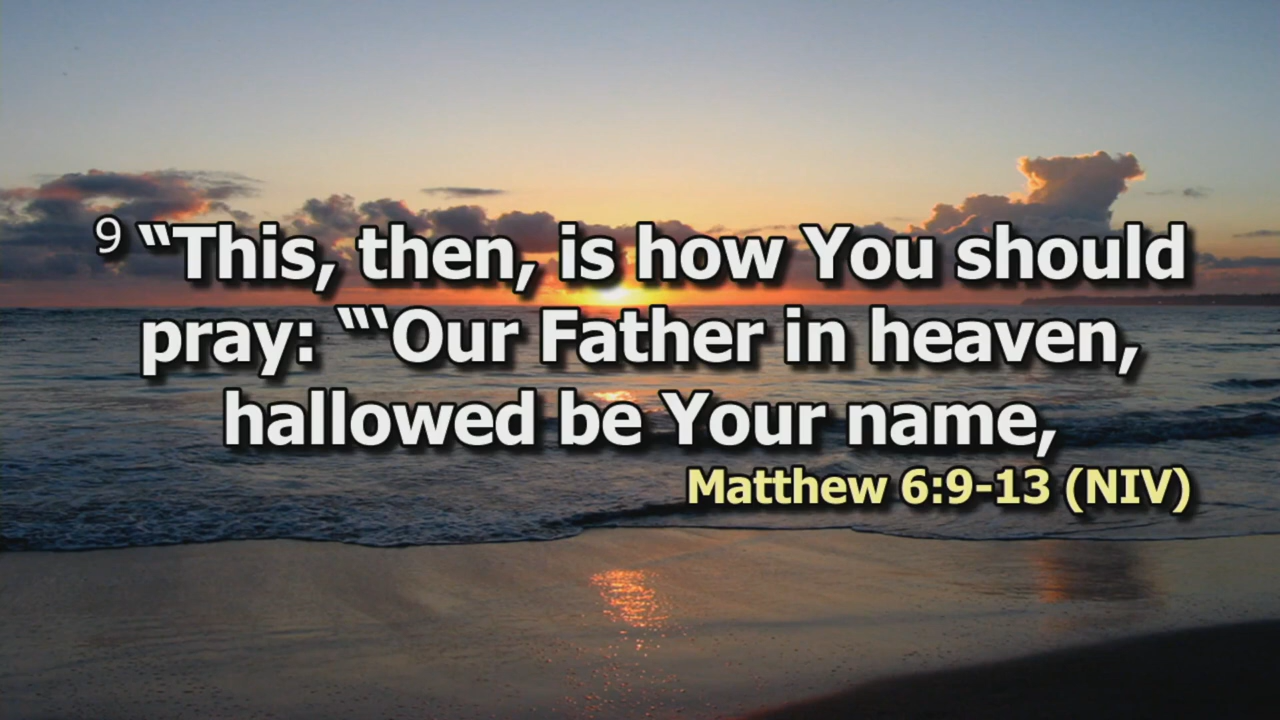 9 “This, then, is how You should
pray: “‘Our Father in heaven,
hallowed be Your name,
Matthew 6:9-13 (NIV)